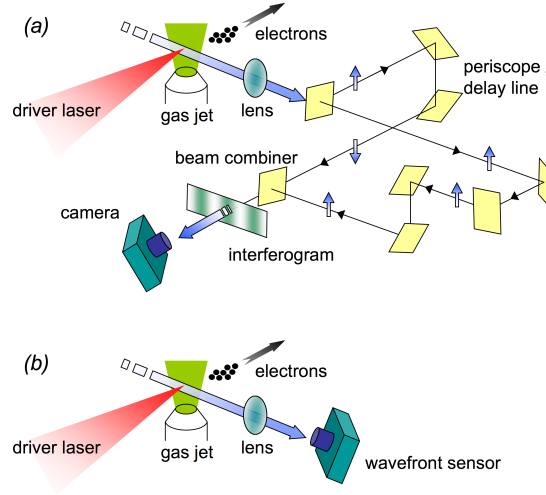 (a)
electrons
periscope
delay line
driver laser
gas jet
lens
beam combiner
camera
interferogram
(b)
electrons
driver laser
gas jet
lens
wavefront sensor